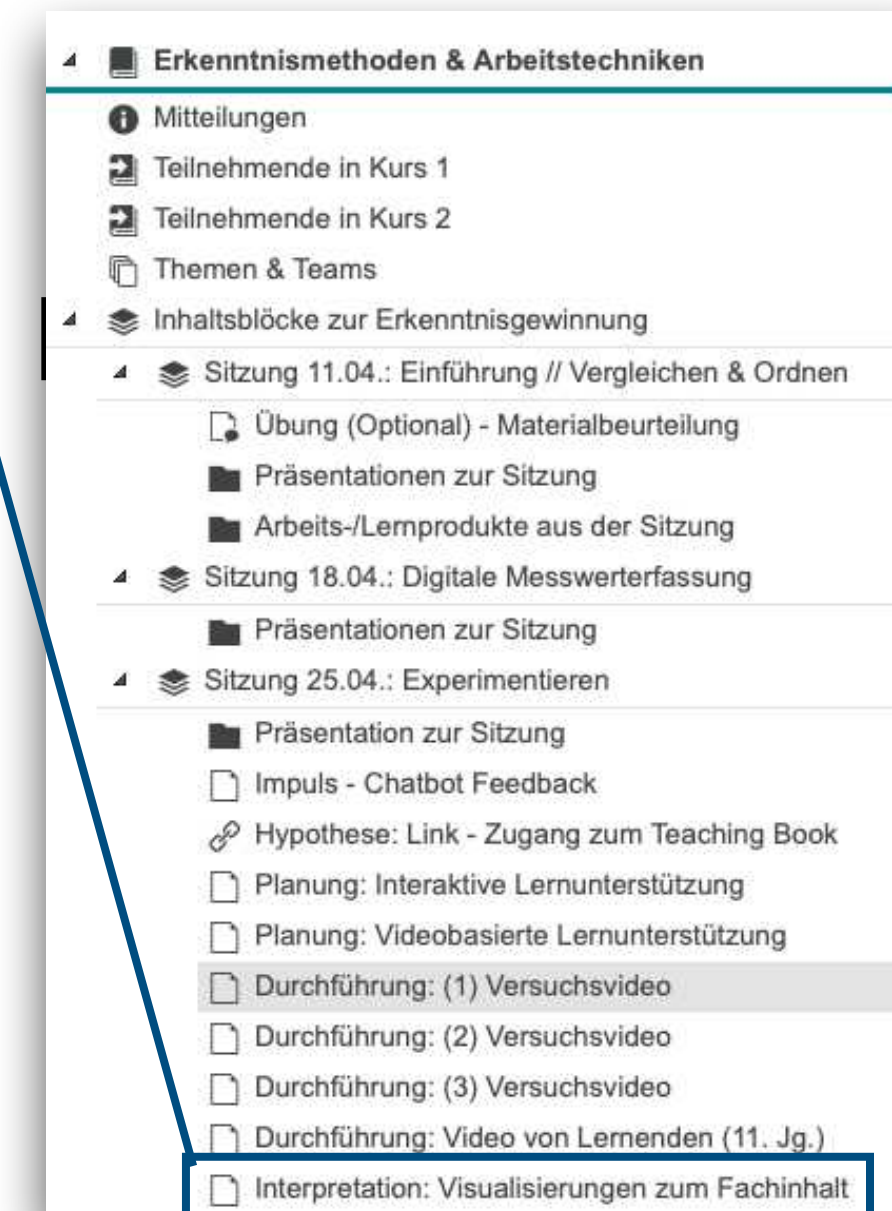 Erkenntnismethoden & Arbeitstechniken
Mitteilungen
Teilnehmende in Kurs 1
Teilnehmende in Kurs 2
Themen & Teams
Inhaltsblöcke zur Erkenntnisgewinnung
Sitzung 11.04.: Einführung // Vergleichen & Ordnen
Übung (Optional) - Materialbeurteilung
Präsentationen zur Sitzung
Arbeits-/Lernprodukte aus der Sitzung
Sitzung 18.04.: Digitale Messwerterfassung
Präsentationen zur Sitzung
Sitzung 25.04.: Experimentieren
Präsentation zur Sitzung
Impuls - Chatbot Feedback
Hypothese: Link - Zugang zum Teaching Book
Planung: Interaktive Lernunterstützung
Planung: Videobasierte Lernunterstützung
Durchführung: (1) Versuchsvideo
Durchführung: (2) Versuchsvideo
Durchführung: (3) Versuchsvideo
Durchführung: Video von Lernenden (11. Jg.)
Interpretation: Visualisierungen zum Fachinhalt